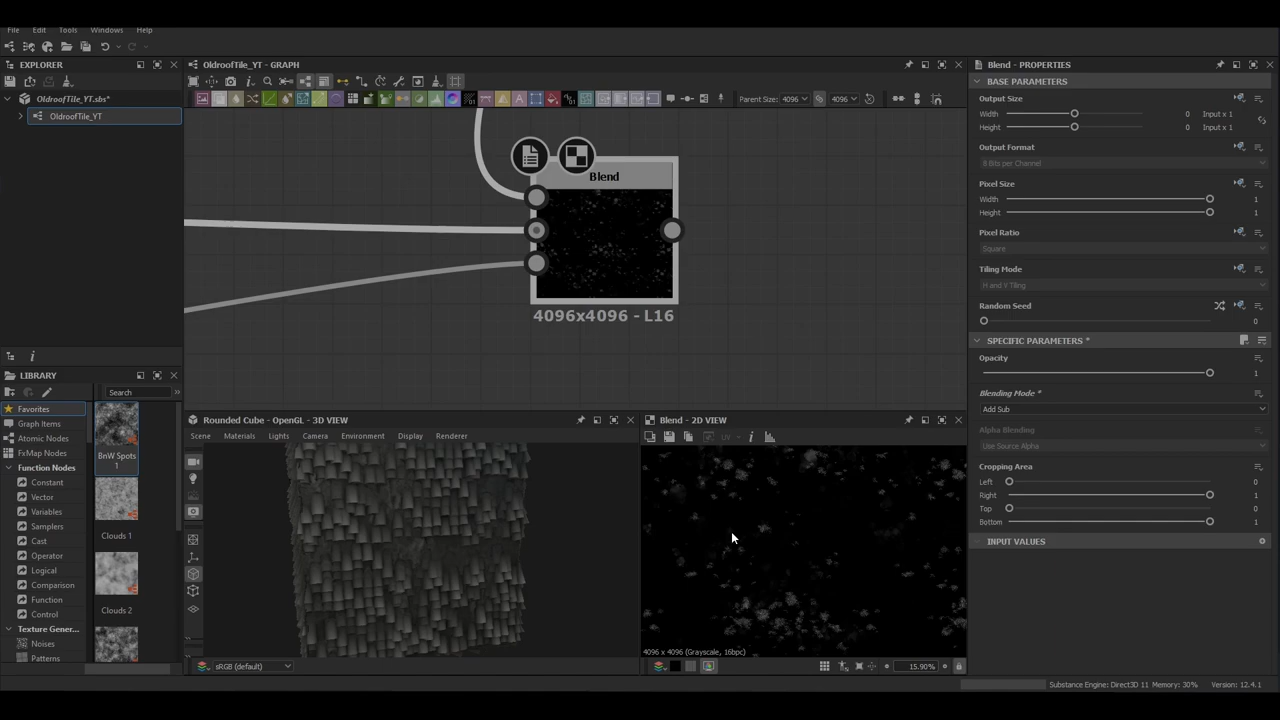 File Edit Tools Windows Help
EXPLORER
OldroofTile_YT.sbs*
OldroofTile_YT
OldroofTile_YT - GRAPH
Parent Size: 4096 4096
Blend
4096x4096 - L16
LIBRARY
Search
Favorites
Graph Items
Atomic Nodes
FxMap Nodes
Function Nodes
Constant
Vector
Variables
Samplers
Cast
Operator
Logical
Comparison
Function
Control
Texture Gener...
Noises
Patterns
BnW Spots
1
Clouds 1
Clouds 2
Rounded Cube - OpenGL - 3D VIEW
Scene Materials Lights Camera Environment Display Renderer
sRGB (default)
Blend - 2D VIEW
UV
4096 x 4096 (Grayscale, 16bpc)
15.90%
Blend - PROPERTIES
BASE PARAMETERS
Output Size
Width 0 Input x 1
Height 0 Input x 1
Output Format
8 Bits per Channel
Pixel Size
Width 1
Height 1
Pixel Ratio
Square
Tiling Mode
H and V Tiling
Random Seed
0
SPECIFIC PARAMETERS *
Opacity
1
Blending Mode *
Add Sub
Alpha Blending
Use Source Alpha
Cropping Area
Left 0
Right 1
Top 0
Bottom 1
INPUT VALUES
Substance Engine: Direct3D 11 Memory: 30% Version: 12.4.1